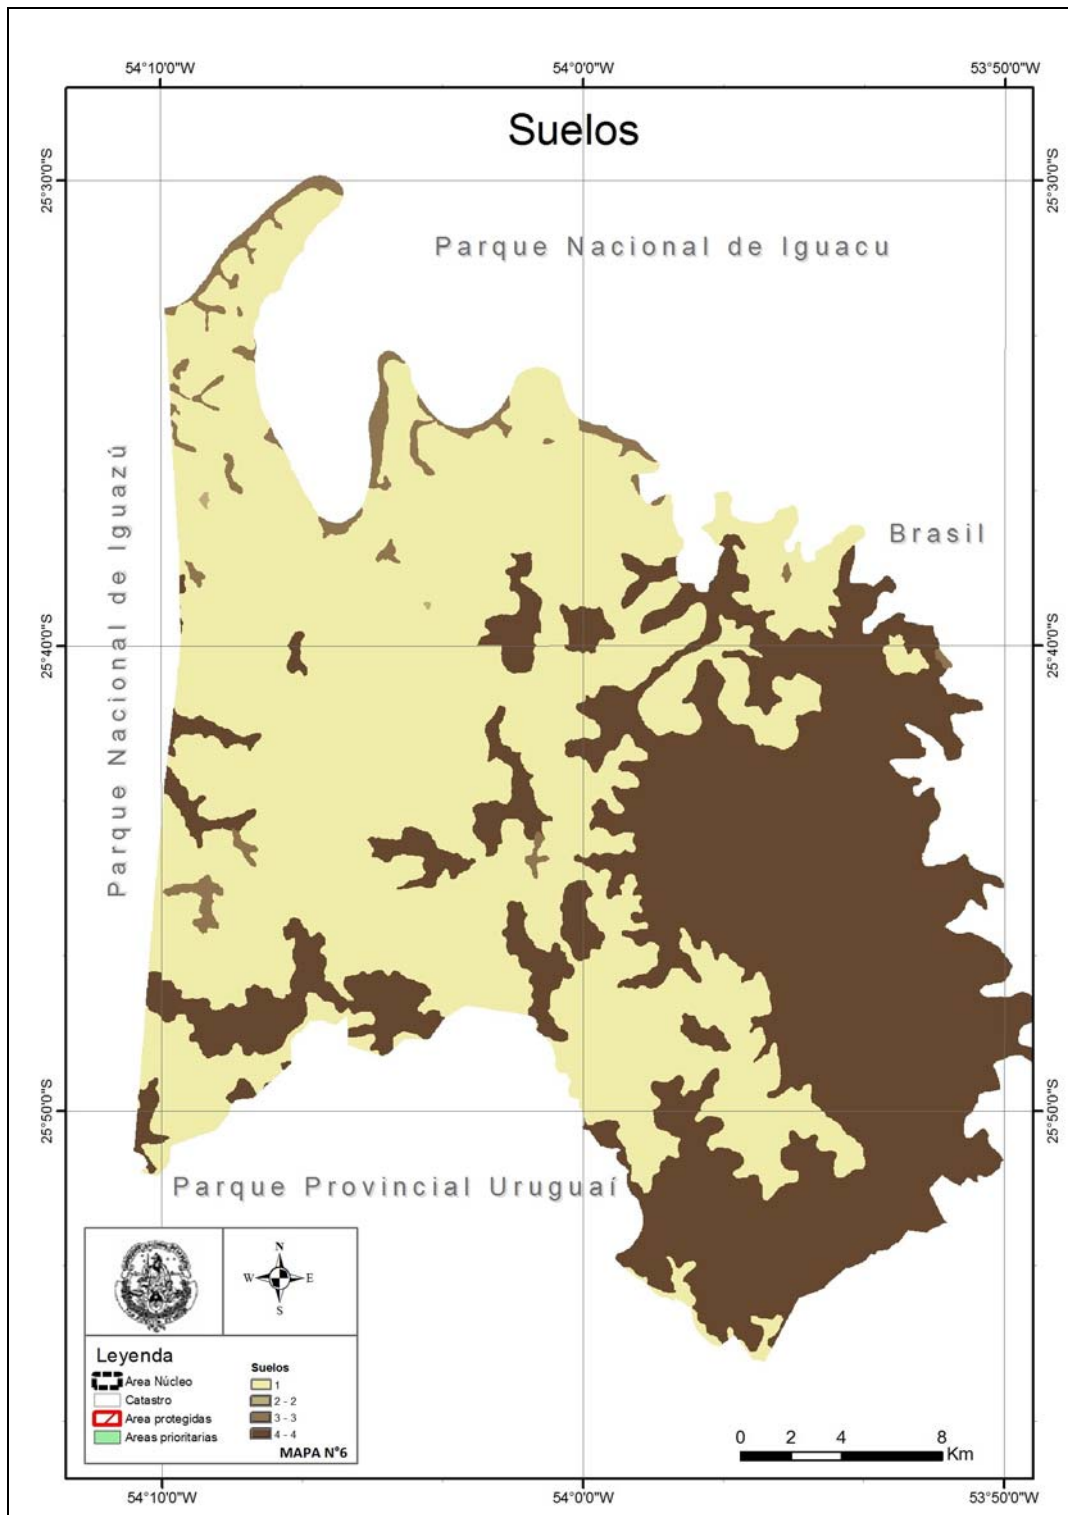 54°10'0"W 54°0'0"W 53°50'0"W
Suelos
25°30'0"S 25°30'0"S
Parque Nacional de Iguacu
Parque Nacional de Iguazú
Brasil
25°40'0"S 25°40'0"S
25°50'0"S 25°50'0"S
Parque Provincial Uruguaí
N
W E
S
Leyenda
Area Núcleo
Catastro
Area protegidas
Areas prioritarias
Suelos
1
2 - 2
3 - 3
4 - 4
MAPA N°6
0 2 4 8
Km
54°10'0"W 54°0'0"W 53°50'0"W